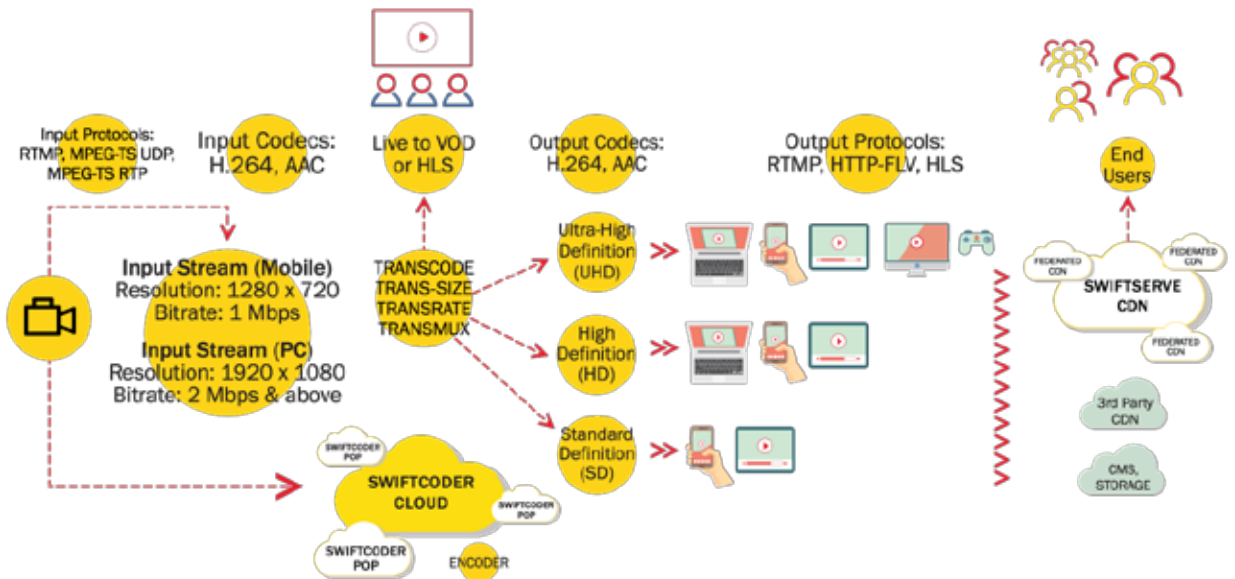 Input Protocols:
RTMP, MPEG-TS UDP,
MPEG-TS RTP
Input Codecs:
H.264, AAC
Live to VOD
or HLS
Output Codecs:
H.264, AAC
Output Protocols:
RTMP, HTTP-FLV, HLS
End
Users
Input Stream (Mobile)
Resolution: 1280 x 720
Bitrate: 1 Mbps
Input Stream (PC)
Resolution: 1920 x 1080
Bitrate: 2 Mbps & above
TRANSCODE
TRANS-SIZE
TRANSRATE
TRANSMUX
Ultra-High
Definition
(UHD)
High
Definition
(HD)
Standard
Definition
(SD)
FEDERATED
CDN
FEDERATED
CDN
SWIFTSERVE
CDN
FEDERATED
CDN
3rd Party
CDN
CMS,
STORAGE
SWIFTCODER
POP
SWIFTCODER
CLOUD
SWIFTCODER
POP
SWIFTCODER
POP
ENCODER